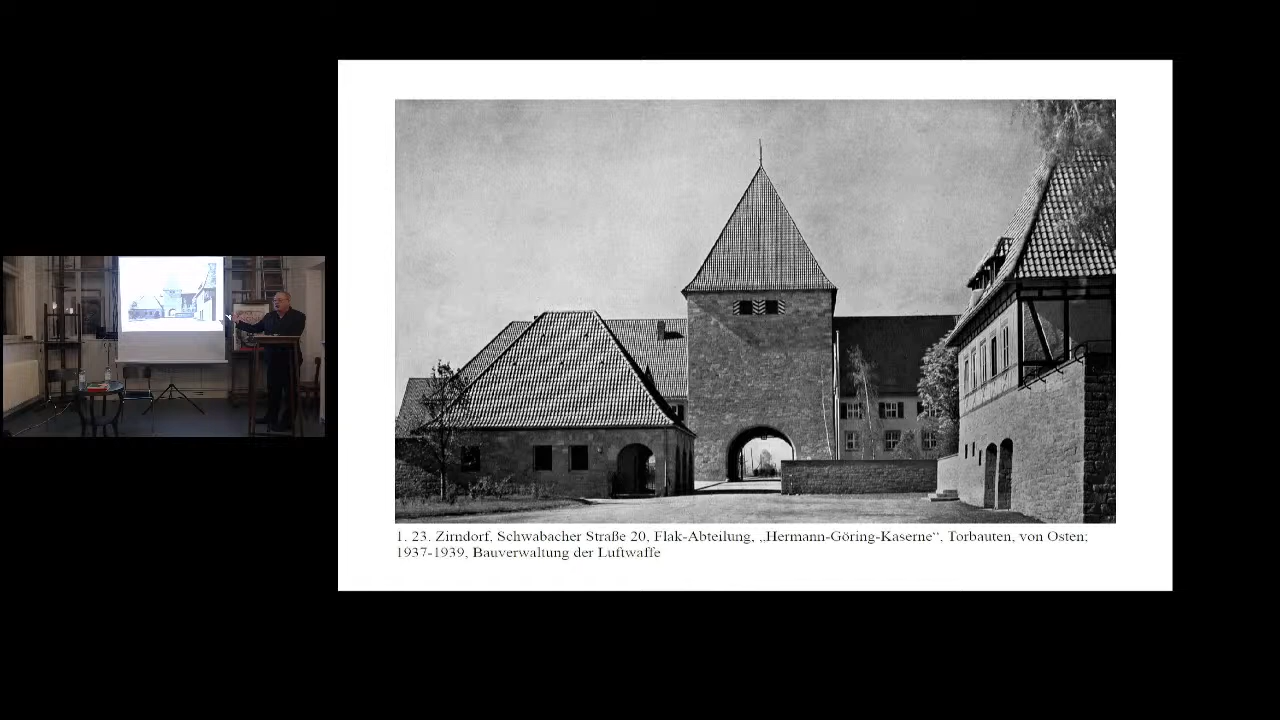 1. 23. Zirndorf, Schwabacher Straße 20, Flak-Abteilung, „Hermann-Göring-Kaserne“, Torbauten, von Osten;
1937-1939, Bauverwaltung der Luftwaffe